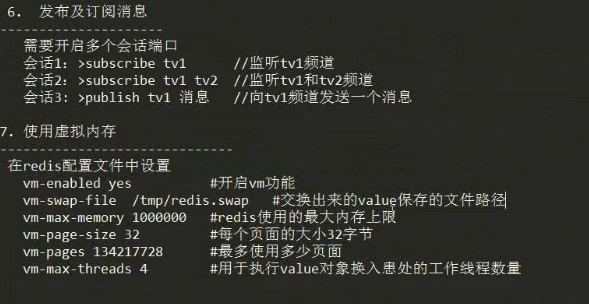 6. 发布及订阅消息
---------------------
需要开启多个会话端口
会话1: >subscribe tv1 //监听tv1频道
会话2: >subscribe tv1 tv2 //监听tv1和tv2频道
会话3: >publish tv1 消息 //向tv1频道发送一个消息
7. 使用虚拟内存
------------------------------
在redis配置文件中设置
vm-enabled yes #开启vm功能
vm-swap-file /tmp/redis.swap #交换出来的value保存的文件路径
vm-max-memory 1000000 #redis使用的最大内存上限
vm-page-size 32 #每个页面的大小32字节
vm-pages 134217728 #最多使用多少页面
vm-max-threads 4 #用于执行value对象换入患处的工作线程数量